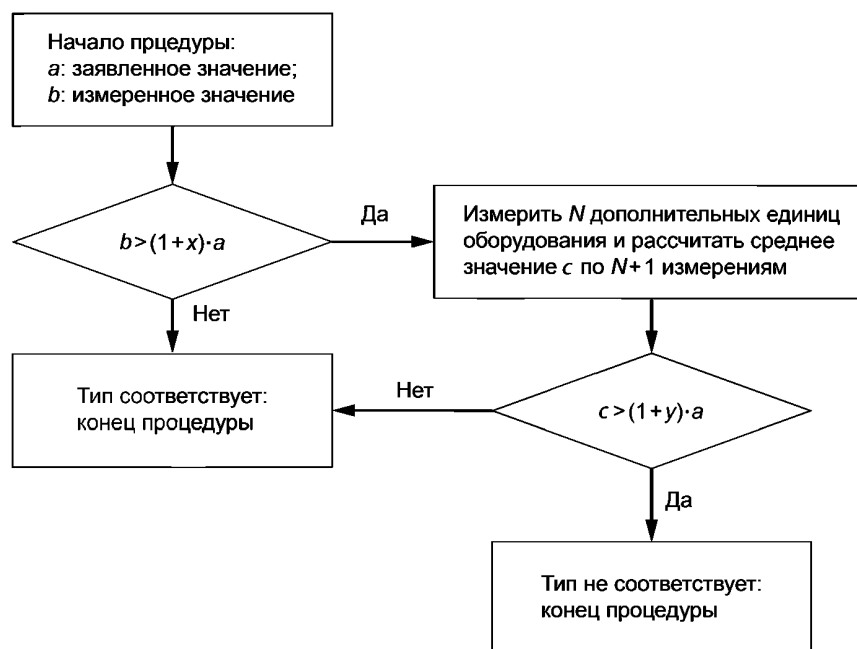 Начало прцедуры:
a: заявленное значение;
b: измеренное значение
b>(1+x)·a
Да
Измерить N дополнительных единиц
оборудования и рассчитать среднее
значение c по N+1 измерениям
Нет
Тип соответствует:
конец процедуры
Нет
c>(1+y)·a
Да
Тип не соответствует:
конец процедуры